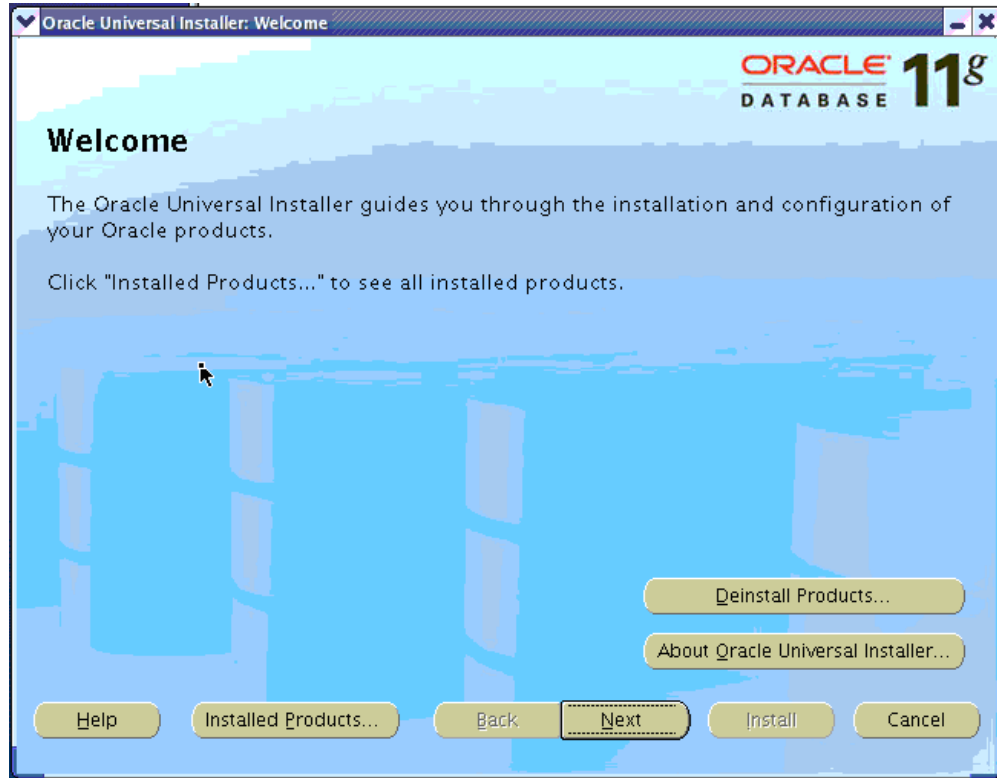 Oracle Universal Installer: Welcome
ORACLE 11g
DATABASE
Welcome
The Oracle Universal Installer guides you through the installation and configuration of
your Oracle products.
Click "Installed Products..." to see all installed products.
Deinstall Products...
About Oracle Universal Installer...
Help Installed Products... Back Next Install Cancel